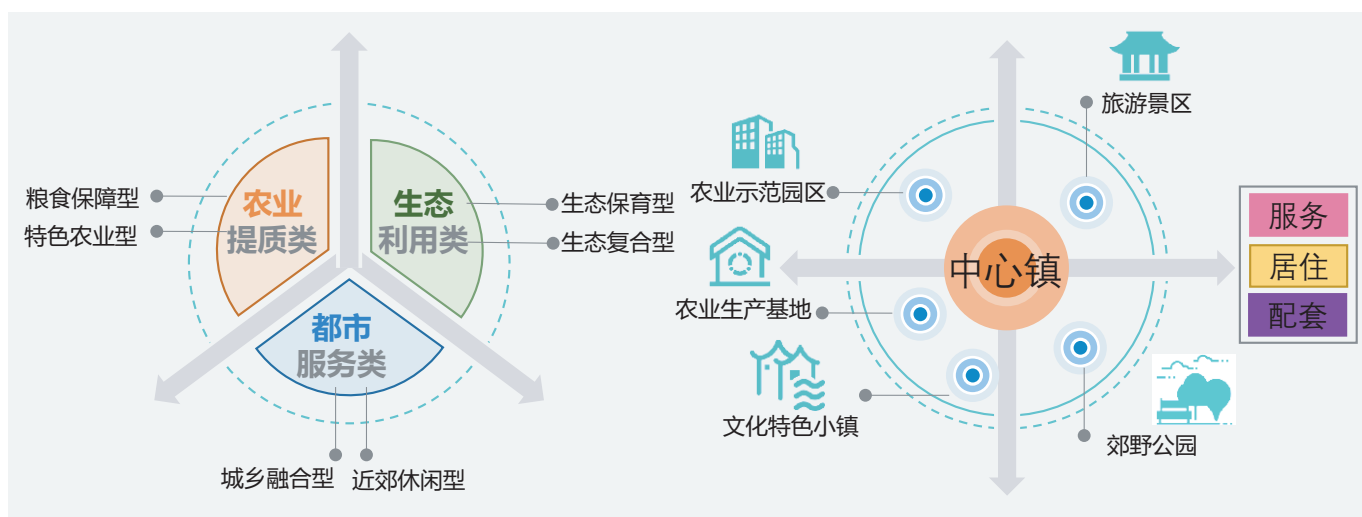 农业
提质类
生态
利用类
都市
服务类
粮食保障型
特色农业型
生态保育型
生态复合型
城乡融合型
近郊休闲型
旅游景区
农业示范园区
中心镇
农业生产基地
文化特色小镇
郊野公园
服务
居住
配套